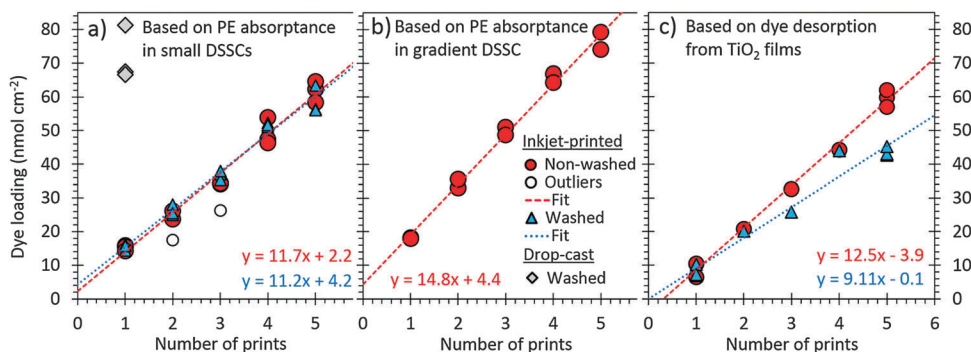 a) Based on PE absorptance
in small DSSCs
b) Based on PE absorptance
in gradient DSSC
c) Based on dye desorption
from TiO₂ films
Dye loading (nmol cm⁻²)
80
70
60
50
40
30
20
10
0
y = 11.7x + 2.2
y = 11.2x + 4.2
0 1 2 3 4 5
Number of prints
Inkjet-printed
Non-washed
Outliers
Fit
Washed
Fit
Drop-cast
Washed
y = 14.8x + 4.4
0 1 2 3 4 5
Number of prints
y = 12.5x - 3.9
y = 9.11x - 0.1
80
70
60
50
40
30
20
10
0
0 1 2 3 4 5 6
Number of prints